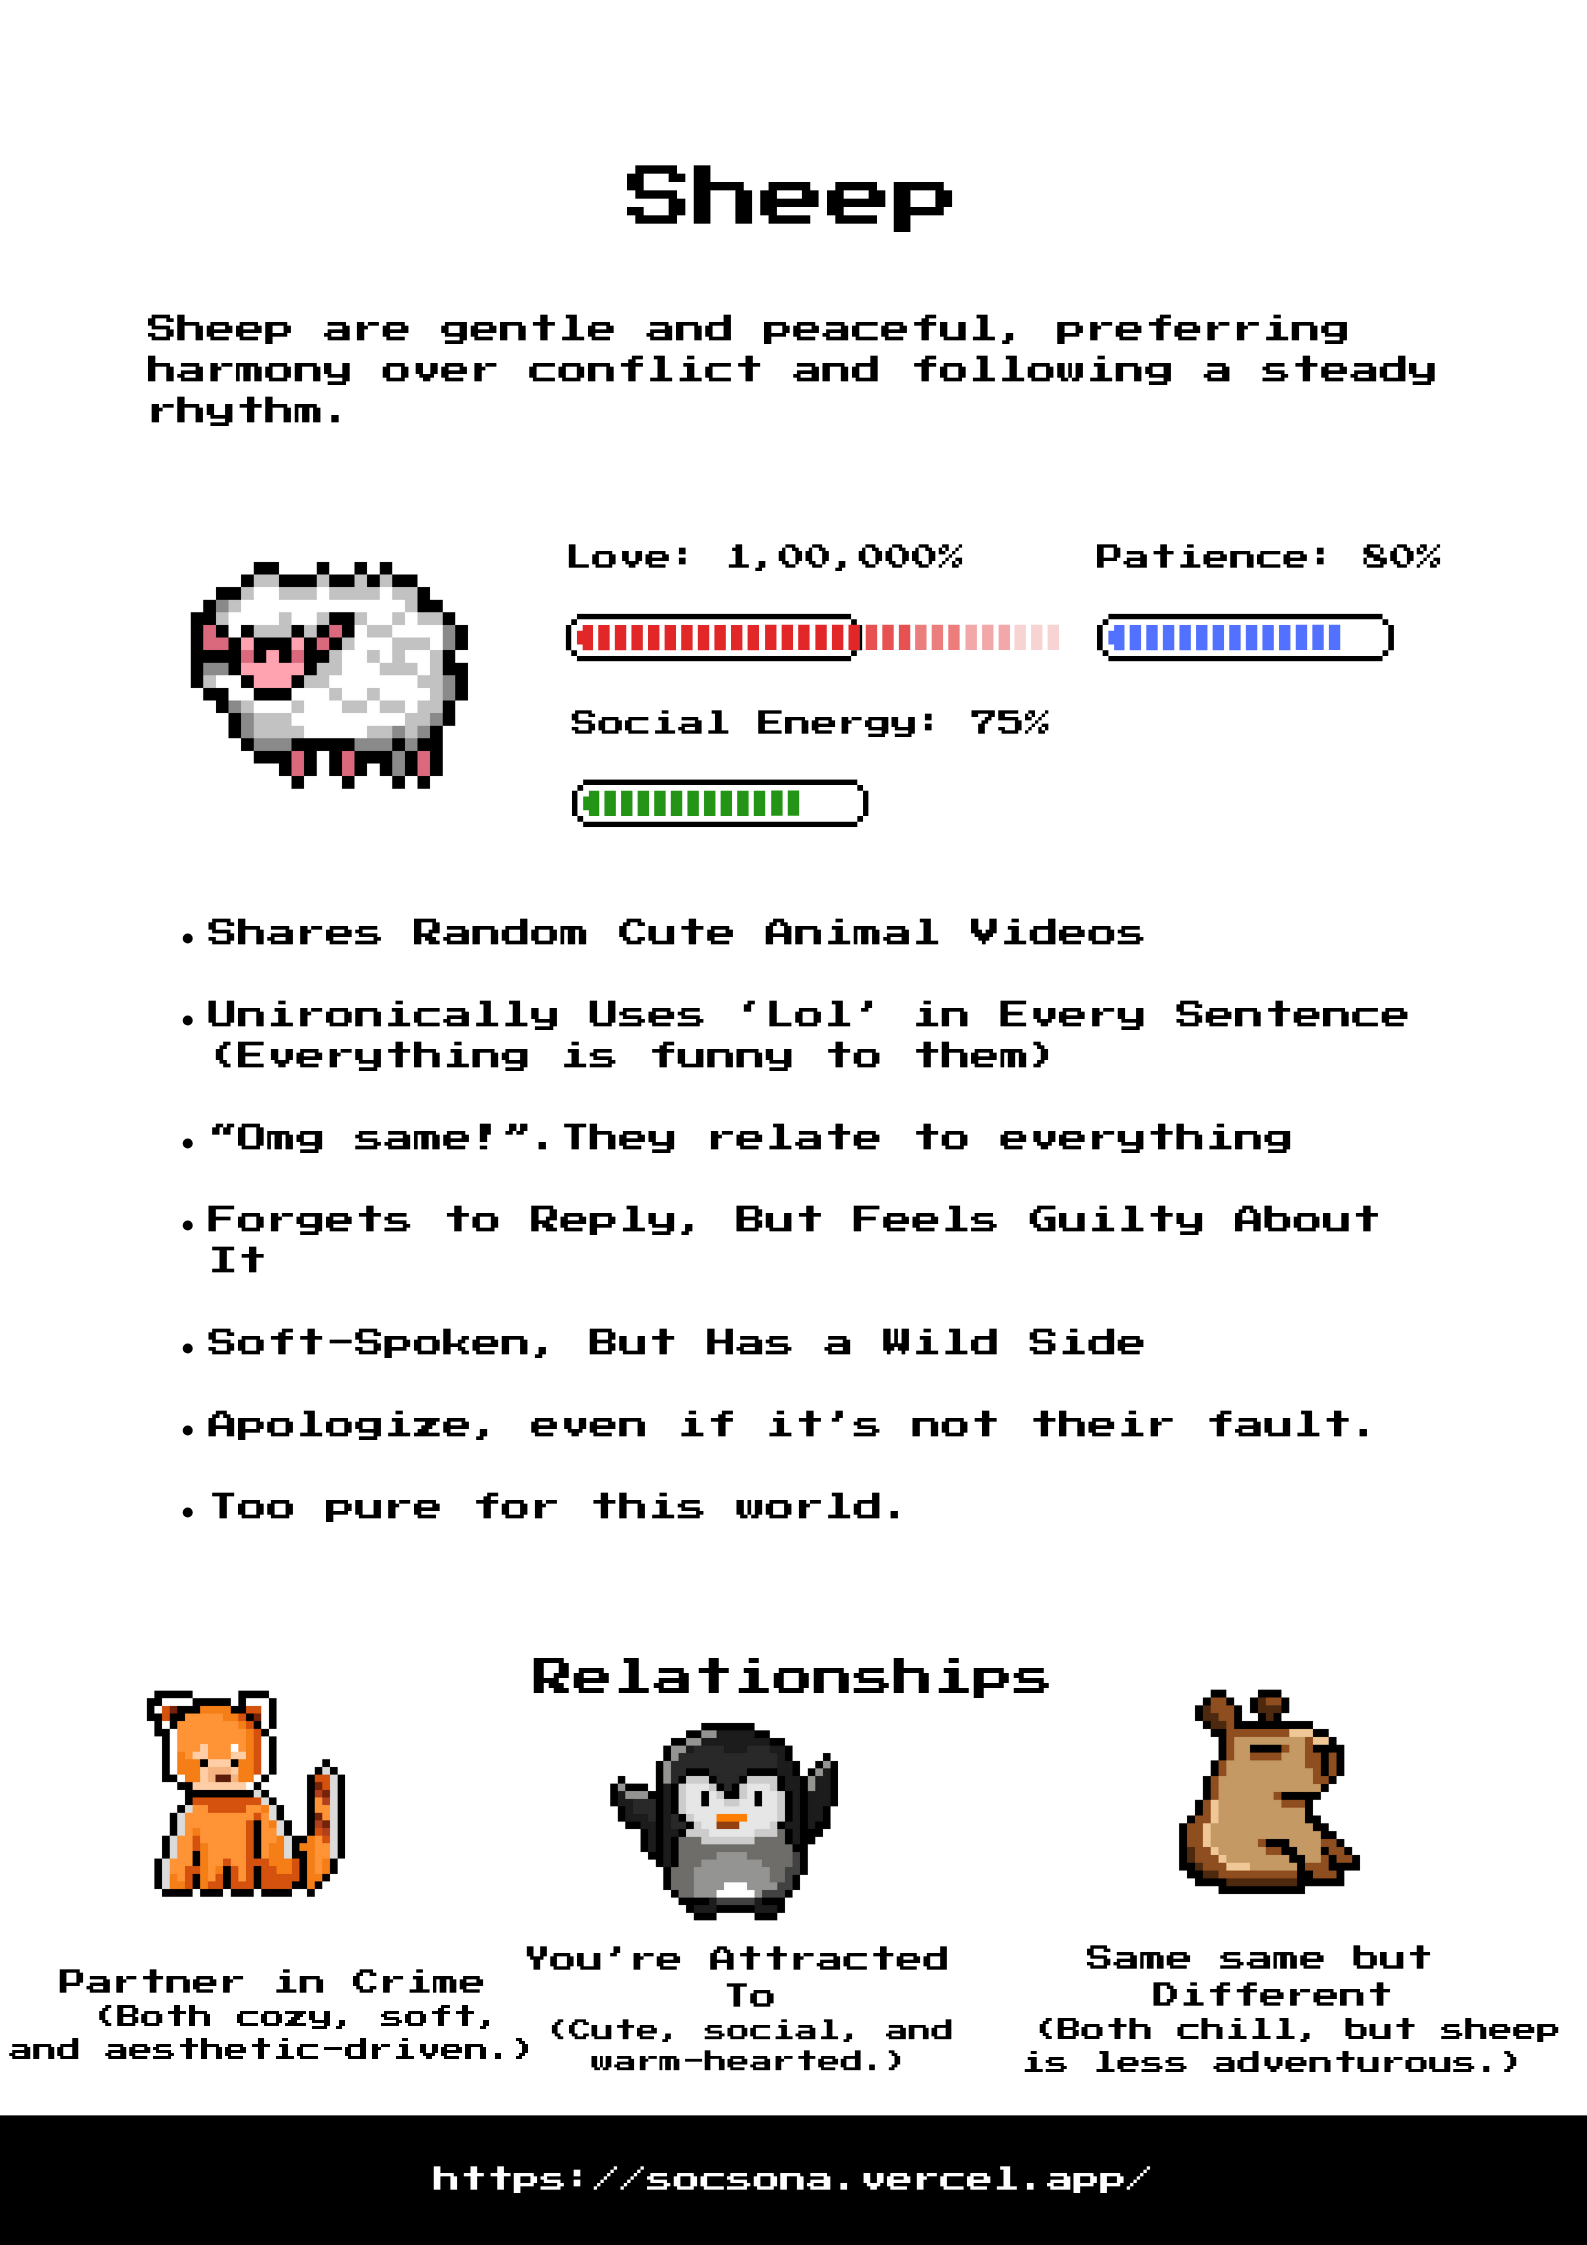 Sheep
Sheep are gentle and peaceful, preferring
harmony over conflict and following a steady
rhythm.
Love: 1,00,000%
Patience: 80%
Social Energy: 75%
• Shares Random Cute Animal Videos
• Unironically Uses ‘Lol’ in Every Sentence
(Everything is funny to them)
• “Omg same!”.They relate to everything
• Forgets to Reply, But Feels Guilty About
It
• Soft-Spoken, But Has a Wild Side
• Apologize, even if it’s not their fault.
• Too pure for this world.
Relationships
Partner in Crime
(Both cozy, soft,
and aesthetic-driven.)
You’re Attracted
To
(Cute, social, and
warm-hearted.)
Same same but
Different
(Both chill, but sheep
is less adventurous.)
https://socsona.vercel.app/